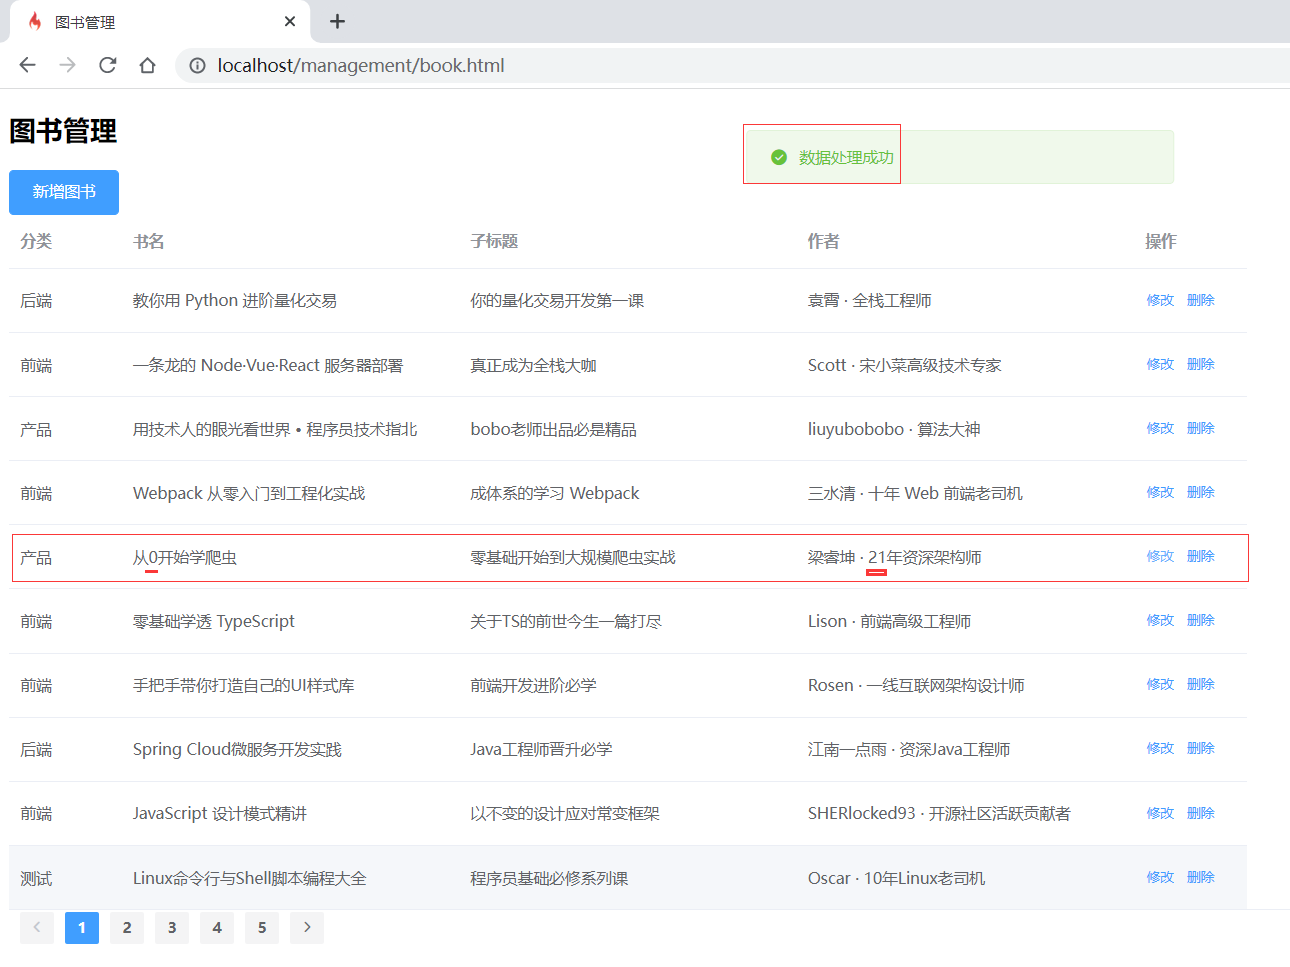 图书管理
localhost/management/book.html
图书管理
数据处理成功
新增图书
分类 书名 子标题 作者 操作
后端 教你用 Python 进阶量化交易 你的量化交易开发第一课 袁霄 · 全栈工程师 修改 删除
前端 一条龙的 Node·Vue·React 服务器部署 真正成为全栈大咖 Scott · 宋小菜高级技术专家 修改 删除
产品 用技术人的眼光看世界 • 程序员技术指北 bobo老师出品必是精品 liuyubobobo · 算法大神 修改 删除
前端 Webpack 从零入门到工程化实战 成体系的学习 Webpack 三水清 · 十年 Web 前端老司机 修改 删除
产品 从0开始学爬虫 零基础开始到大规模爬虫实战 梁睿坤 · 21年资深架构师 修改 删除
前端 零基础学透 TypeScript 关于TS的前世今生一篇打尽 Lison · 前端高级工程师 修改 删除
前端 手把手带你打造自己的UI样式库 前端开发进阶必学 Rosen · 一线互联网架构设计师 修改 删除
后端 Spring Cloud微服务开发实践 Java工程师晋升必学 江南一点雨 · 资深Java工程师 修改 删除
前端 JavaScript 设计模式精讲 以不变的设计应对常变框架 SHERlocked93 · 开源社区活跃贡献者 修改 删除
测试 Linux命令行与Shell脚本编程大全 程序员基础必修系列课 Oscar · 10年Linux老司机 修改 删除
1 2 3 4 5